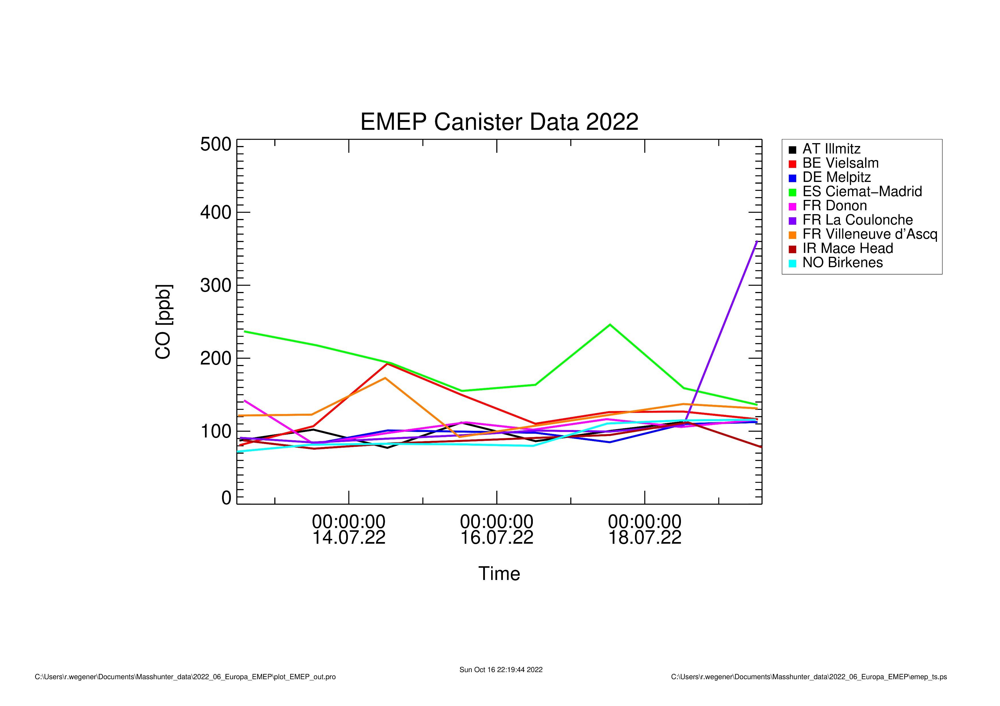 EMEP Canister Data 2022
500
400
300
200
100
0
CO [ppb]
AT Illmitz
BE Vielsalm
DE Melpitz
ES Ciemat−Madrid
FR Donon
FR La Coulonche
FR Villeneuve d'Ascq
IR Mace Head
NO Birkenes
00:00:00 00:00:00 00:00:00
14.07.22 16.07.22 18.07.22
Time
Sun Oct 16 22:19:44 2022
C:\Users\r.wegener\Documents\Masshunter_data\2022_06_Europa_EMEP\plot_EMEP_out.pro
C:\Users\r.wegener\Documents\Masshunter_data\2022_06_Europa_EMEP\emep_ts.ps